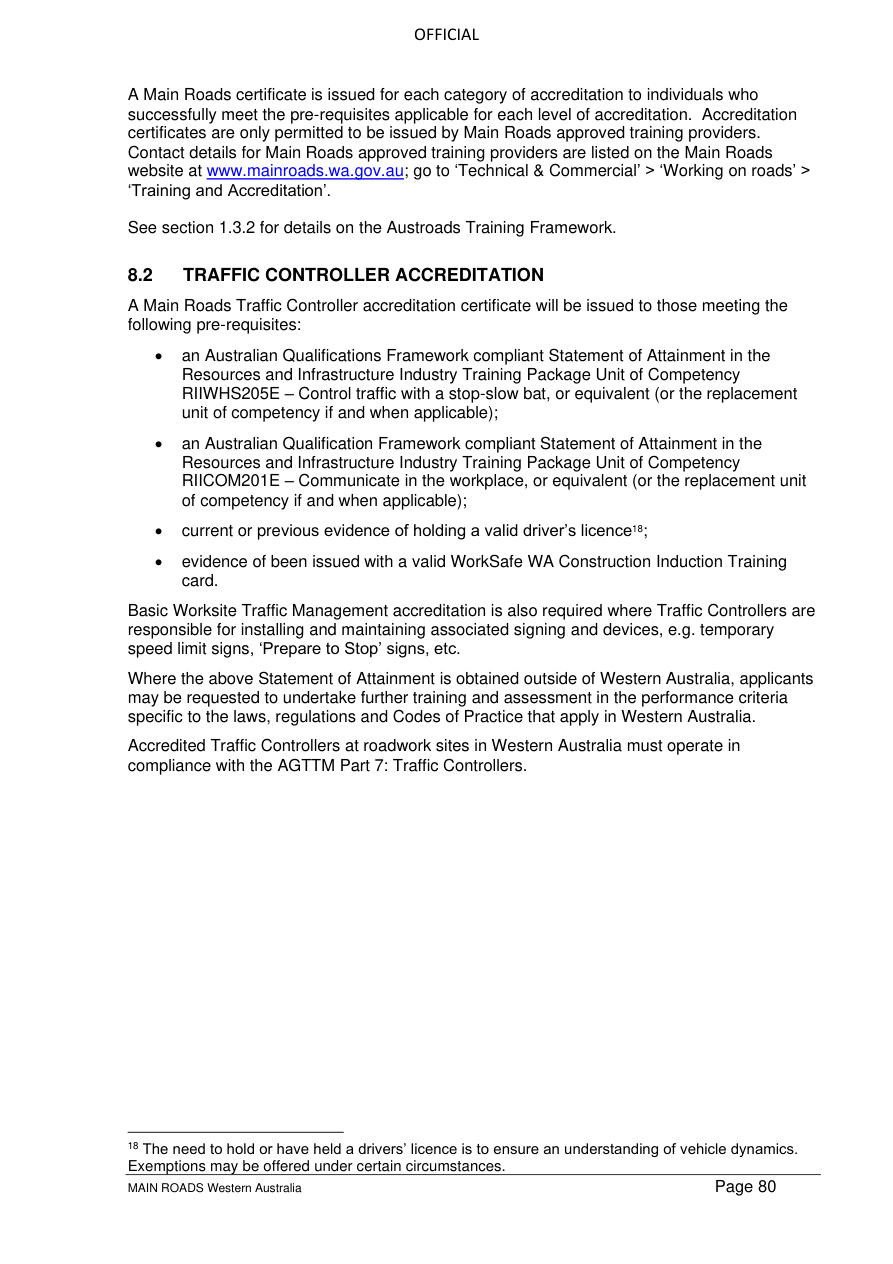 OFFICIAL
A Main Roads certificate is issued for each category of accreditation to individuals who
successfully meet the pre-requisites applicable for each level of accreditation.  Accreditation
certificates are only permitted to be issued by Main Roads approved training providers.
Contact details for Main Roads approved training providers are listed on the Main Roads
website at www.mainroads.wa.gov.au; go to ‘Technical & Commercial’ > ‘Working on roads’ >
‘Training and Accreditation’.
See section 1.3.2 for details on the Austroads Training Framework.
8.2 TRAFFIC CONTROLLER ACCREDITATION
A Main Roads Traffic Controller accreditation certificate will be issued to those meeting the
following pre-requisites:
• an Australian Qualifications Framework compliant Statement of Attainment in the
Resources and Infrastructure Industry Training Package Unit of Competency
RIIWHS205E – Control traffic with a stop-slow bat, or equivalent (or the replacement
unit of competency if and when applicable);
• an Australian Qualification Framework compliant Statement of Attainment in the
Resources and Infrastructure Industry Training Package Unit of Competency
RIICOM201E – Communicate in the workplace, or equivalent (or the replacement unit
of competency if and when applicable);
• current or previous evidence of holding a valid driver’s licence18;
• evidence of been issued with a valid WorkSafe WA Construction Induction Training
card.
Basic Worksite Traffic Management accreditation is also required where Traffic Controllers are
responsible for installing and maintaining associated signing and devices, e.g. temporary
speed limit signs, ‘Prepare to Stop’ signs, etc.
Where the above Statement of Attainment is obtained outside of Western Australia, applicants
may be requested to undertake further training and assessment in the performance criteria
specific to the laws, regulations and Codes of Practice that apply in Western Australia.
Accredited Traffic Controllers at roadwork sites in Western Australia must operate in
compliance with the AGTTM Part 7: Traffic Controllers.
18 The need to hold or have held a drivers’ licence is to ensure an understanding of vehicle dynamics.
Exemptions may be offered under certain circumstances.
MAIN ROADS Western Australia Page 80